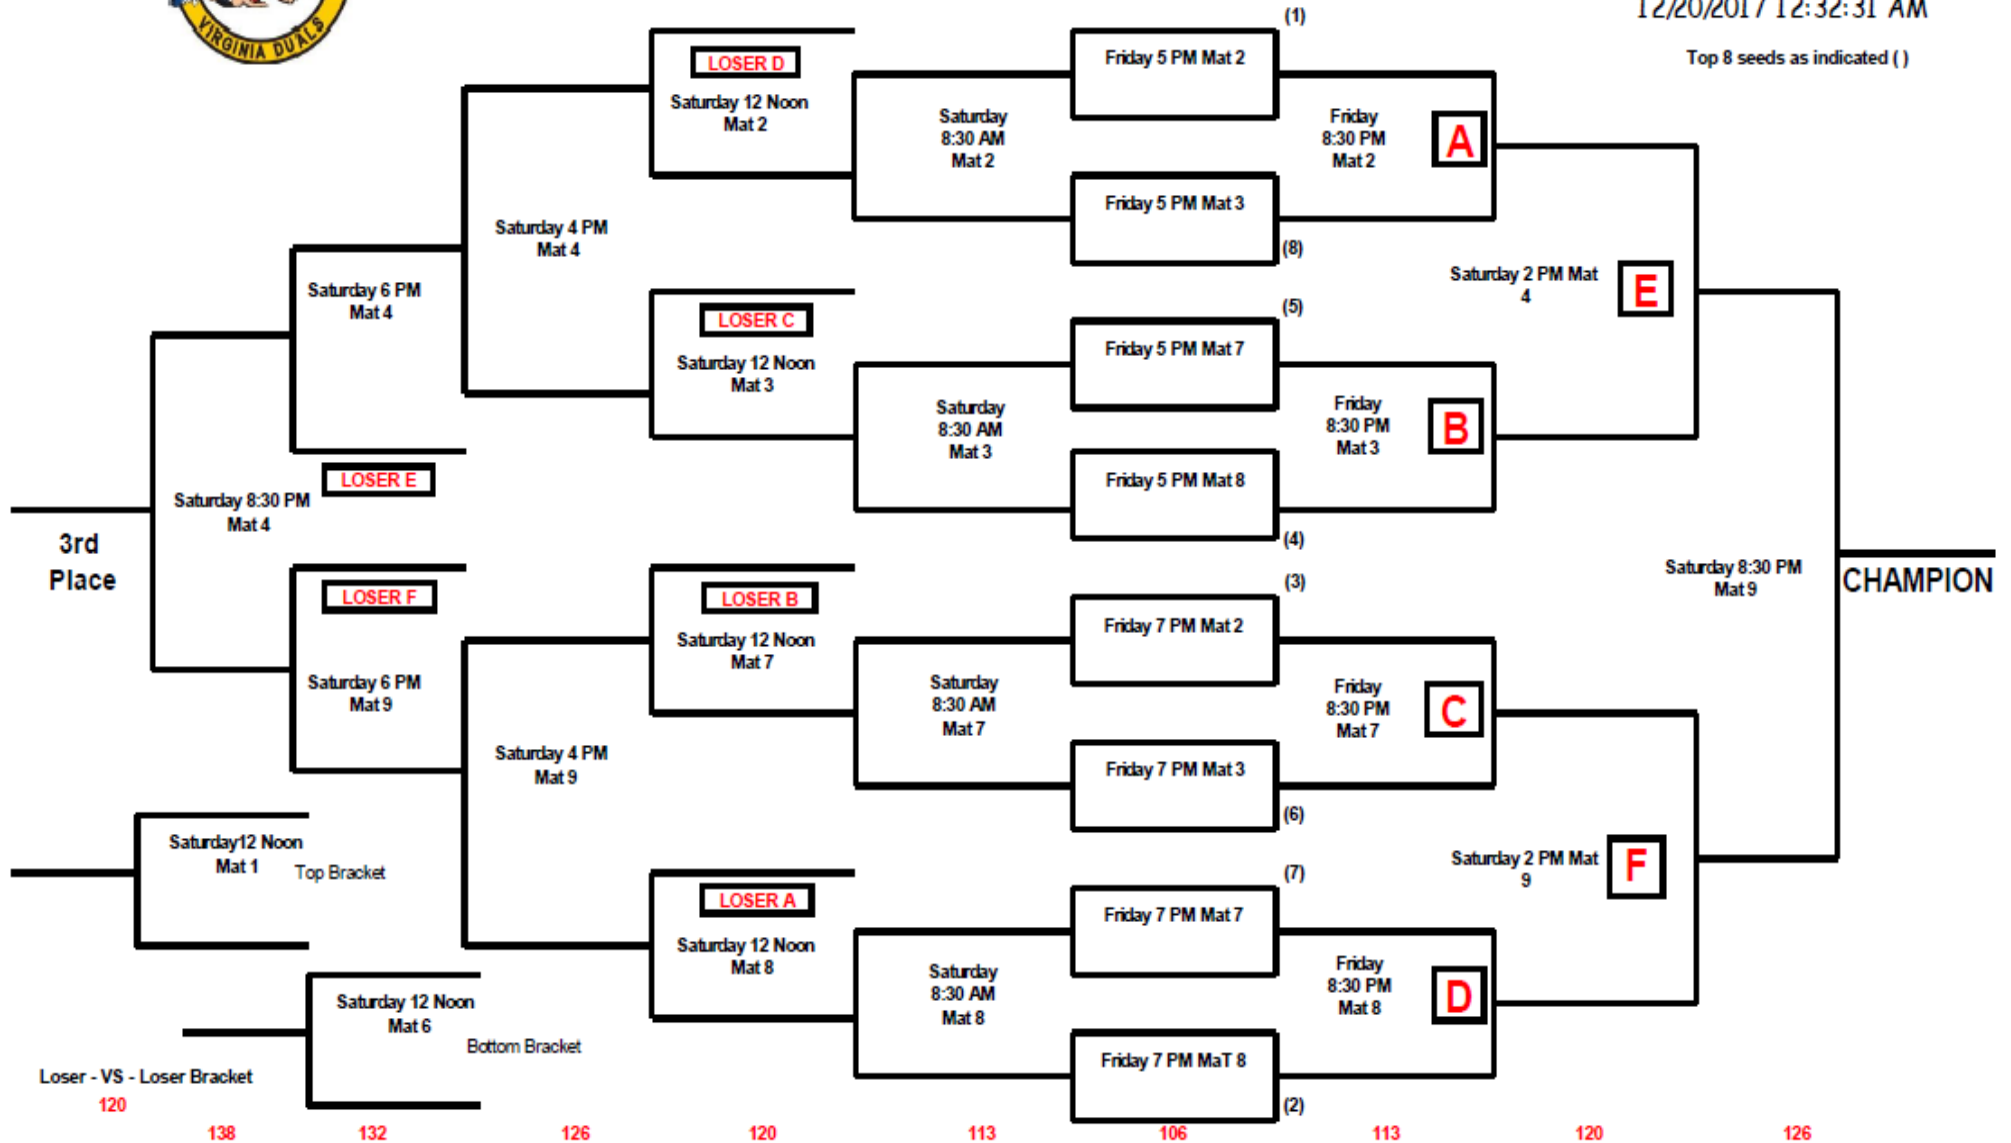 VIRGINIA DUALS
12/20/2017 12:32:31 AM
Top 8 seeds as indicated ( )
(1)
Friday 5 PM Mat 2
LOSER D
Saturday 12 Noon
Mat 2
Saturday
8:30 AM
Mat 2
Friday
8:30 PM
Mat 2
A
Friday 5 PM Mat 3
(8)
Saturday 4 PM
Mat 4
Saturday 2 PM Mat
4
E
Saturday 6 PM
Mat 4
(5)
LOSER C
Saturday 12 Noon
Mat 3
Friday 5 PM Mat 7
Saturday
8:30 AM
Mat 3
Friday
8:30 PM
Mat 3
B
Friday 5 PM Mat 8
(4)
LOSER E
Saturday 8:30 PM
Mat 4
3rd
Place
Saturday 8:30 PM
Mat 9
CHAMPION
(3)
LOSER F
LOSER B
Saturday 12 Noon
Mat 7
Friday 7 PM Mat 2
Saturday 6 PM
Mat 9
Saturday
8:30 AM
Mat 7
Friday
8:30 PM
Mat 7
C
Saturday 4 PM
Mat 9
Friday 7 PM Mat 3
(6)
Saturday12 Noon
Mat 1
Top Bracket
Saturday 2 PM Mat
9
F
(7)
LOSER A
Saturday 12 Noon
Mat 8
Friday 7 PM Mat 7
Saturday
8:30 AM
Mat 8
Friday
8:30 PM
Mat 8
D
Saturday 12 Noon
Mat 6
Bottom Bracket
Friday 7 PM MaT 8
(2)
Loser - VS - Loser Bracket
120
138 132 126 120 113 106 113 120 126